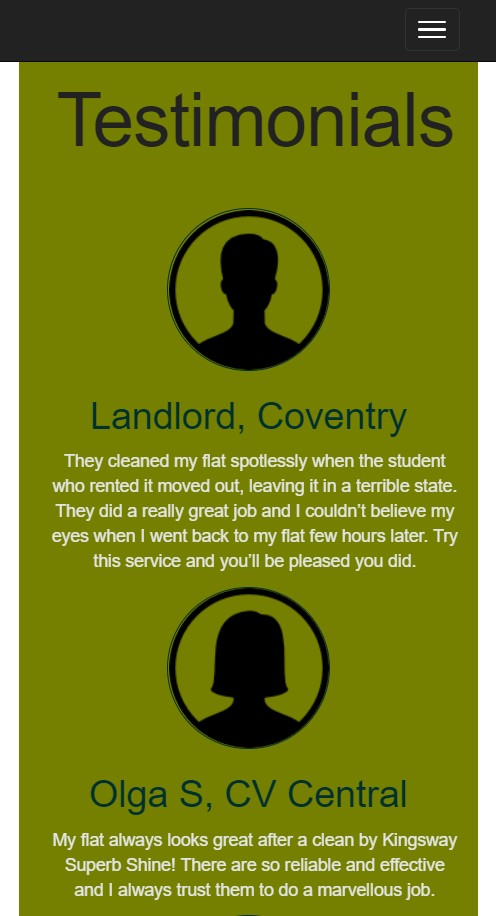 Testimonials
Landlord, Coventry
They cleaned my flat spotlessly when the student
who rented it moved out, leaving it in a terrible state.
They did a really great job and I couldn’t believe my
eyes when I went back to my flat few hours later. Try
this service and you’ll be pleased you did.
Olga S, CV Central
My flat always looks great after a clean by Kingsway
Superb Shine! There are so reliable and effective
and I always trust them to do a marvellous job.